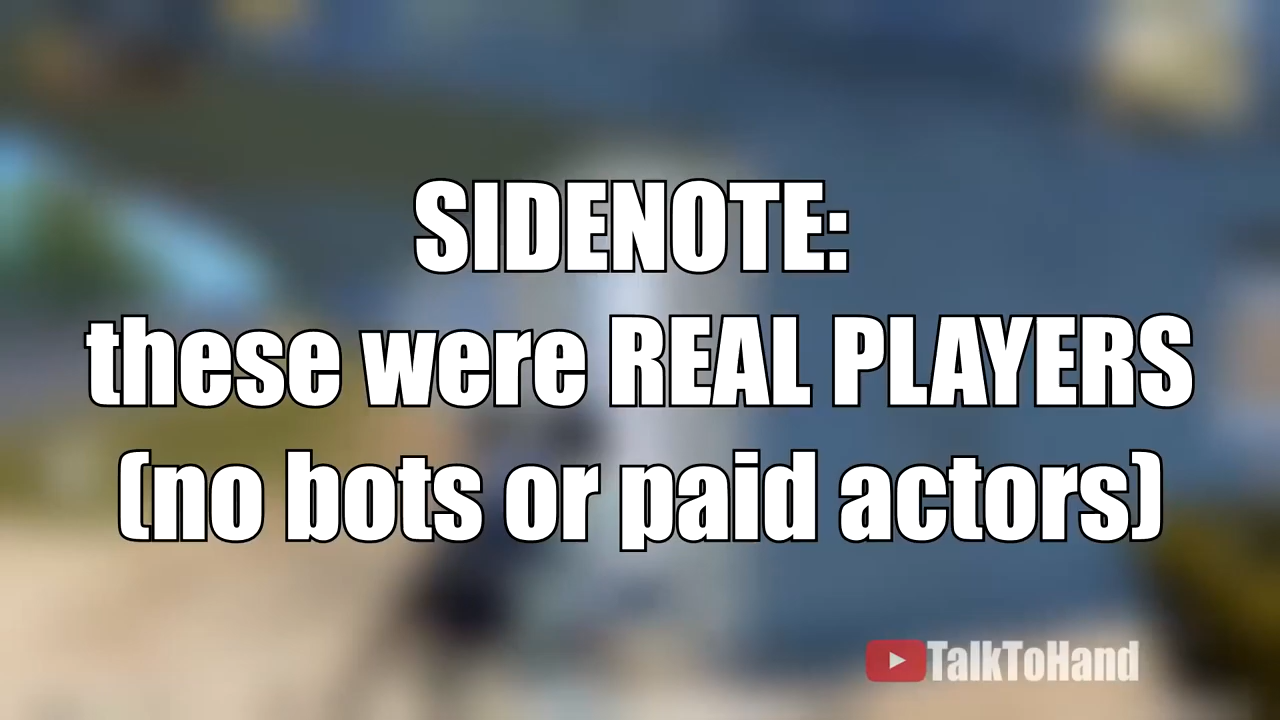 SIDENOTE:
these were REAL PLAYERS
(no bots or paid actors)
TalkToHand